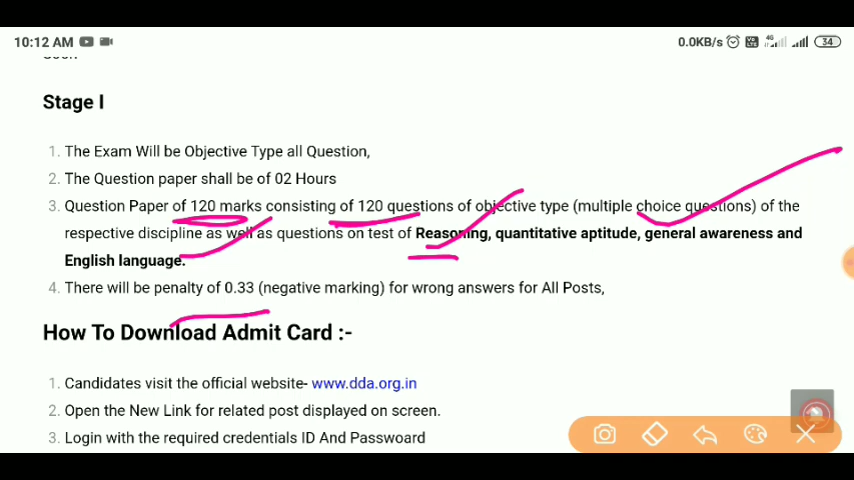 10:12 AM
0.0KB/s 4G 34
Stage I
1. The Exam Will be Objective Type all Question,
2. The Question paper shall be of 02 Hours
3. Question Paper of 120 marks consisting of 120 questions of objective type (multiple choice questions) of the
respective discipline as well as questions on test of Reasoning, quantitative aptitude, general awareness and
English language.
4. There will be penalty of 0.33 (negative marking) for wrong answers for All Posts,
How To Download Admit Card :-
1. Candidates visit the official website- www.dda.org.in
2. Open the New Link for related post displayed on screen.
3. Login with the required credentials ID And Passwoard